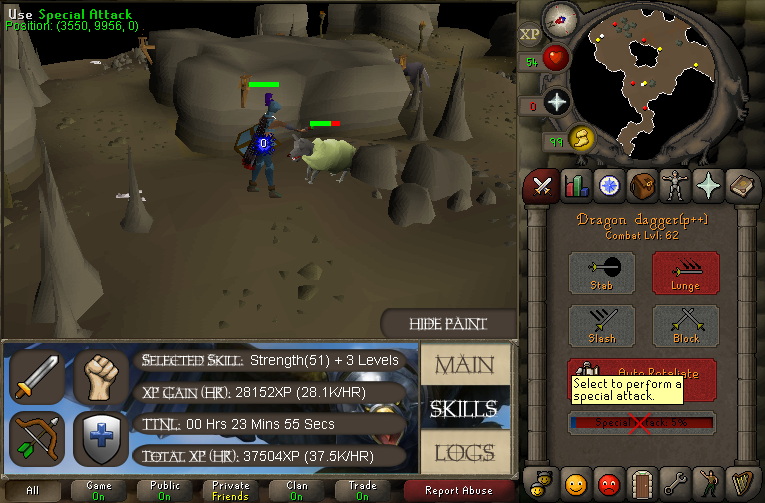 Use Special Attack
Position: (3550, 9956, 0)
XP
54
0
99
0
Dragon dagger(p++)
Combat Lvl: 62
Stab
Lunge
Slash
Block
Auto Retaliate
Select to perform a
special attack.
Special Attack: 5%
HIDE PAINT
Selected Skill: Strength(51) + 3 Levels
XP Gain (HR): 28152XP (28.1K/HR)
TTNL: 00 Hrs 23 Mins 55 Secs
Total XP (HR): 37504XP (37.5K/HR)
MAIN
SKILLS
LOGS
All
Game
On
Public
On
Private
Friends
Clan
On
Trade
On
Report Abuse